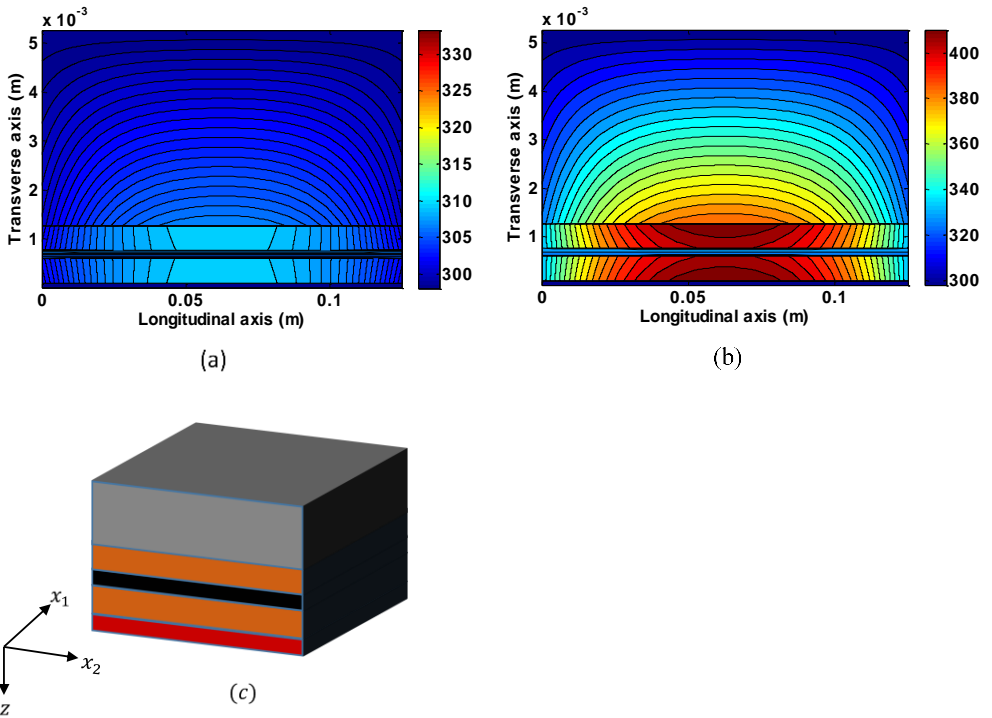 x 10⁻³
5
4
3
2
1
Transverse axis (m)
0 0.05 0.1
Longitudinal axis (m)
330
325
320
315
310
305
300
(a)
x 10⁻³
5
4
3
2
1
Transverse axis (m)
0 0.05 0.1
Longitudinal axis (m)
400
380
360
340
320
300
(b)
x₁
x₂
z
(c)